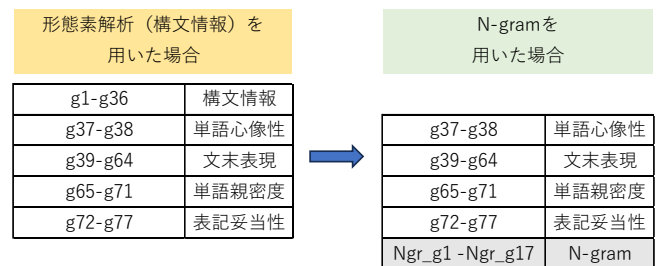 形態素解析（構文情報）を
用いた場合
g1-g36 構文情報
g37-g38 単語心像性
g39-g64 文末表現
g65-g71 単語親密度
g72-g77 表記妥当性
N-gramを
用いた場合
g37-g38 単語心像性
g39-g64 文末表現
g65-g71 単語親密度
g72-g77 表記妥当性
Ngr_g1 -Ngr_g17 N-gram